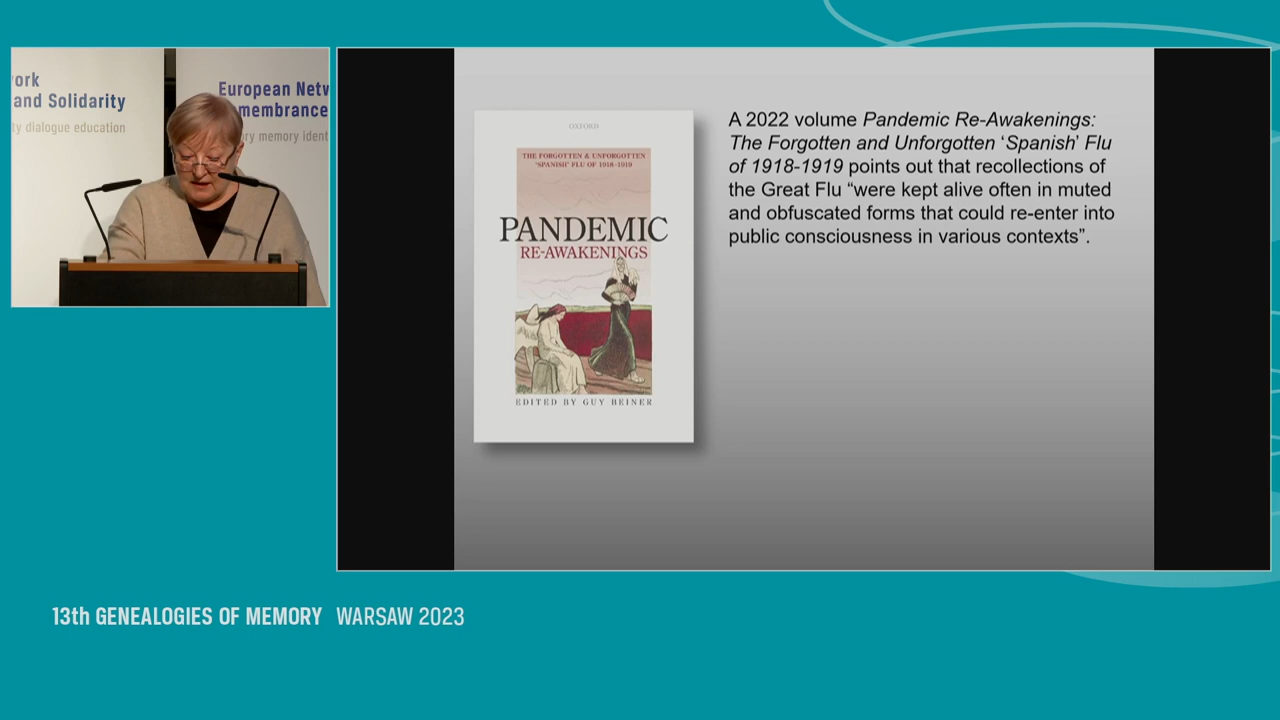 ork
and Solidarity
ty dialogue education
European Netw
emembrance
ory memory ident
OXFORD
THE FORGOTTEN & UNFORGOTTEN
‘SPANISH’ FLU OF 1918–1919
PANDEMIC
RE-AWAKENINGS
EDITED BY GUY BEINER
A 2022 volume Pandemic Re-Awakenings:
The Forgotten and Unforgotten ‘Spanish’ Flu
of 1918-1919 points out that recollections of
the Great Flu “were kept alive often in muted
and obfuscated forms that could re-enter into
public consciousness in various contexts”.
13th GENEALOGIES OF MEMORY WARSAW 2023